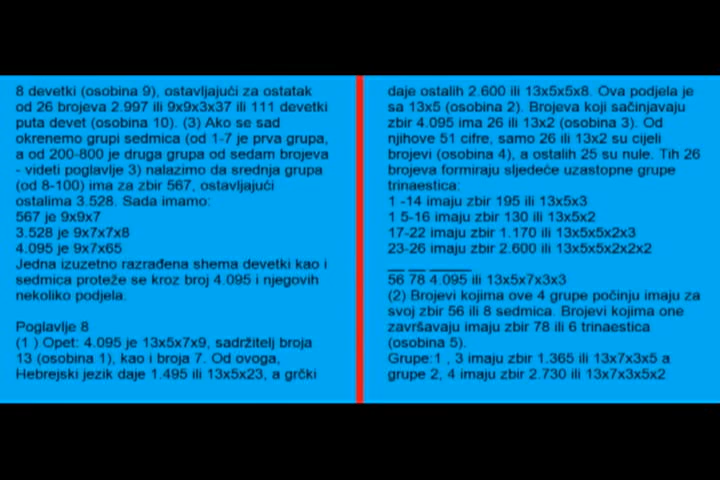 8 devetki (osobina 9), ostavljajući za ostatak
od 26 brojeva 2.997 ili 9x9x3x37 ili 111 devetki
puta devet (osobina 10). (3) Ako se sad
okrenemo grupi sedmica (od 1-7 je prva grupa,
a od 200-800 je druga grupa od sedam brojeva
- videti poglavlje 3) nalazimo da srednja grupa
(od 8-100) ima za zbir 567, ostavljajući
ostalima 3.528. Sada imamo:
567 je 9x9x7
3.528 je 9x7x7x8
4.095 je 9x7x65
Jedna izuzetno razrađena shema devetki kao i
sedmica proteže se kroz broj 4.095 i njegovih
nekoliko podjela.
Poglavlje 8
(1 ) Opet: 4.095 je 13x5x7x9, sadržitelj broja
13 (osobina 1), kao i broja 7. Od ovoga,
Hebrejski jezik daje 1.495 ili 13x5x23, a grčki
daje ostalih 2.600 ili 13x5x5x8. Ova podjela je
sa 13x5 (osobina 2). Brojeva koji sačinjavaju
zbir 4.095 ima 26 ili 13x2 (osobina 3). Od
njihove 51 cifre, samo 26 ili 13x2 su cijeli
brojevi (osobina 4), a ostalih 25 su nule. Tih 26
brojeva formiraju sljedeće uzastopne grupe
trinaestica:
1 -14 imaju zbir 195 ili 13x5x3
1 5-16 imaju zbir 130 ili 13x5x2
17-22 imaju zbir 1.170 ili 13x5x5x2x3
23-26 imaju zbir 2.600 ili 13x5x5x2x2x2
__ __ _____
56 78 4.095 ili 13x5x7x3x3
(2) Brojevi kojima ove 4 grupe počinju imaju za
svoj zbir 56 ili 8 sedmica. Brojevi kojima one
završavaju imaju zbir 78 ili 6 trinaestica
(osobina 5).
Grupe:1 , 3 imaju zbir 1.365 ili 13x7x3x5 a
grupe 2, 4 imaju zbir 2.730 ili 13x7x3x5x2